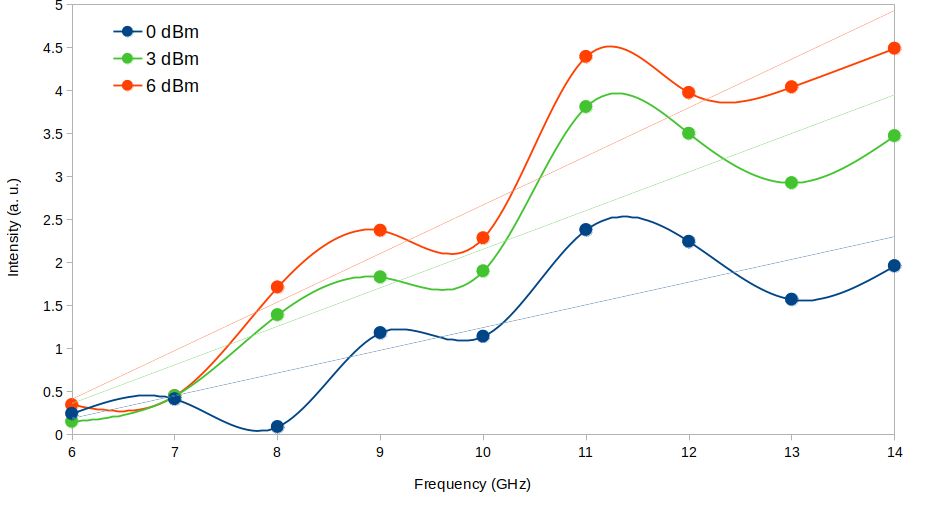 5
4.5
4
3.5
3
2.5
2
1.5
1
0.5
0
Intensity (a. u.)
0 dBm
3 dBm
6 dBm
6 7 8 9 10 11 12 13 14
Frequency (GHz)